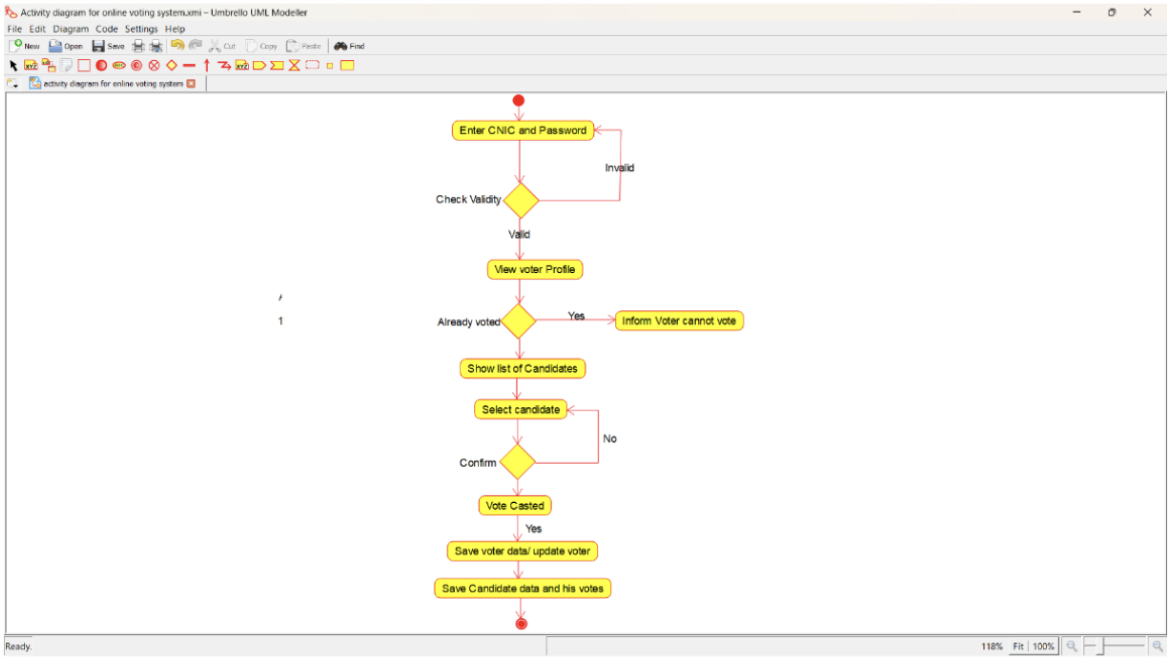 Activity diagram for online voting system.xmi – Umbrello UML Modeller
File Edit Diagram Code Settings Help
New Open Save Cut Copy Paste Find
activity diagram for online voting system
Enter CNIC and Password
Invalid
Check Validity
Valid
View voter Profile
1
Already voted
Yes
Inform Voter cannot vote
Show list of Candidates
Select candidate
No
Confirm
Vote Casted
Yes
Save voter data/ update voter
Save Candidate data and his votes
Ready.
118% Fit 100%